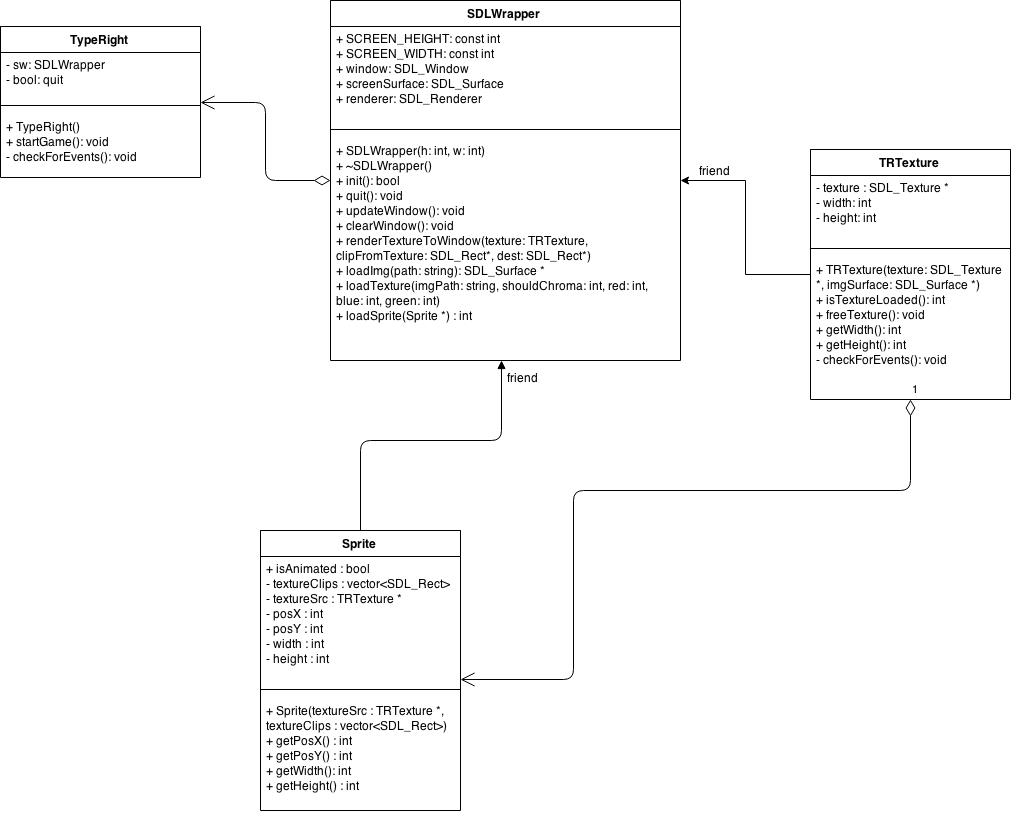 TypeRight
- sw: SDLWrapper
- bool: quit
+ TypeRight()
+ startGame(): void
- checkForEvents(): void
SDLWrapper
+ SCREEN_HEIGHT: const int
+ SCREEN_WIDTH: const int
+ window: SDL_Window
+ screenSurface: SDL_Surface
+ renderer: SDL_Renderer
+ SDLWrapper(h: int, w: int)
+ ~SDLWrapper()
+ init(): bool
+ quit(): void
+ updateWindow(): void
+ clearWindow(): void
+ renderTextureToWindow(texture: TRTexture,
clipFromTexture: SDL_Rect*, dest: SDL_Rect*)
+ loadImg(path: string): SDL_Surface *
+ loadTexture(imgPath: string, shouldChroma: int, red: int,
blue: int, green: int)
+ loadSprite(Sprite *) : int
friend
TRTexture
- texture : SDL_Texture *
- width: int
- height: int
+ TRTexture(texture: SDL_Texture
*, imgSurface: SDL_Surface *)
+ isTextureLoaded(): int
+ freeTexture(): void
+ getWidth(): int
+ getHeight(): int
- checkForEvents(): void
1
friend
Sprite
+ isAnimated : bool
- textureClips : vector<SDL_Rect>
- textureSrc : TRTexture *
- posX : int
- posY : int
- width : int
- height : int
+ Sprite(textureSrc : TRTexture *,
textureClips : vector<SDL_Rect>)
+ getPosX() : int
+ getPosY() : int
+ getWidth(): int
+ getHeight() : int